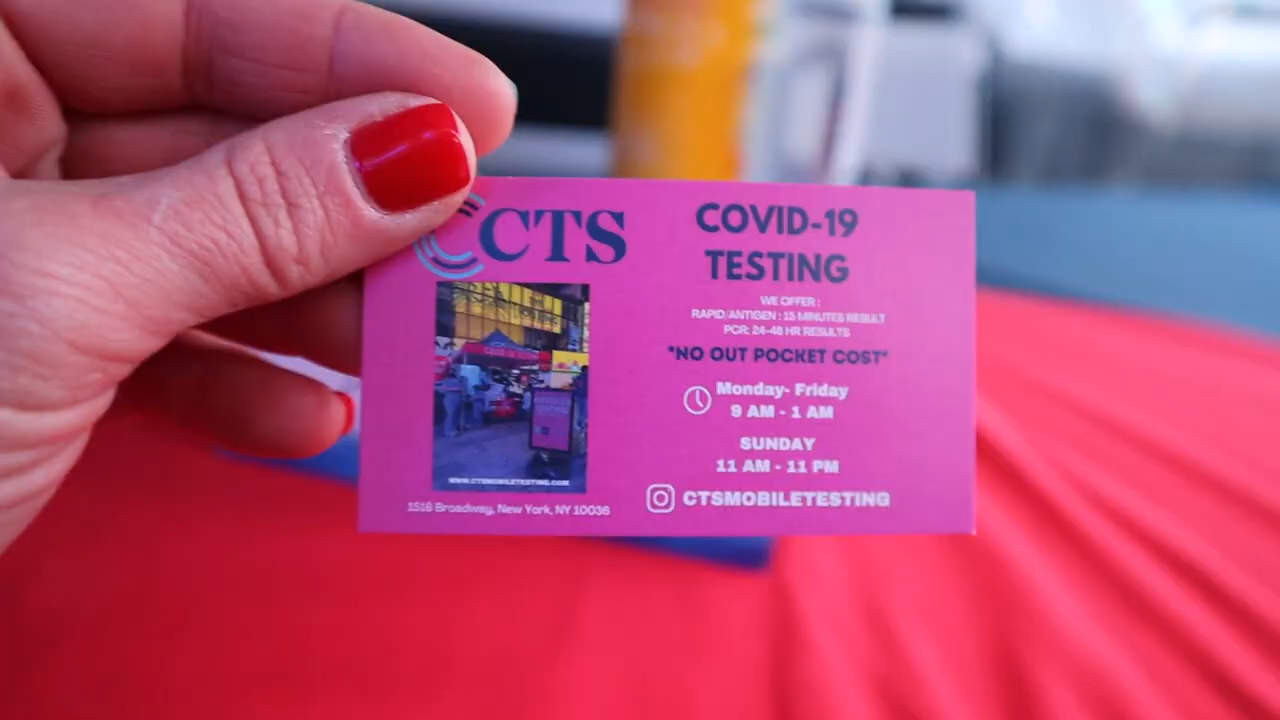 CTS
WWW.CTSMOBILETESTING.COM
1516 Broadway, New York, NY 10036
COVID-19
TESTING
WE OFFER :
RAPID/ANTIGEN : 15 MINUTES RESULT
PCR: 24-48 HR RESULTS
*NO OUT POCKET COST*
Monday- Friday
9 AM - 1 AM
SUNDAY
11 AM - 11 PM
CTSMOBILETESTING